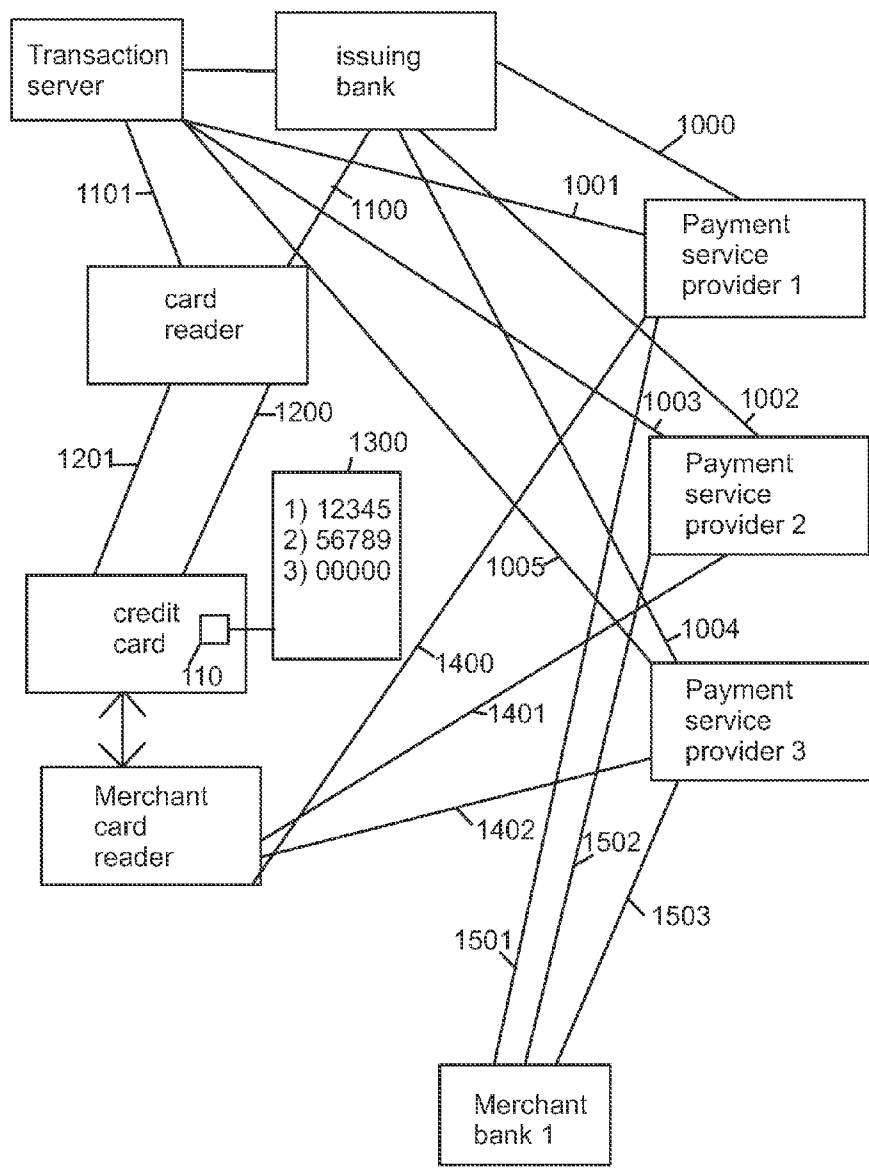 Transaction
server
issuing
bank
1000
1001
1101
1100
Payment
service
provider 1
card
reader
1003
1002
1200
1201
1300
1) 12345
2) 56789
3) 00000
Payment
service
provider 2
1005
credit
card
110
1004
1400
1401
Payment
service
provider 3
Merchant
card
reader
1402
1502
1503
1501
Merchant
bank 1